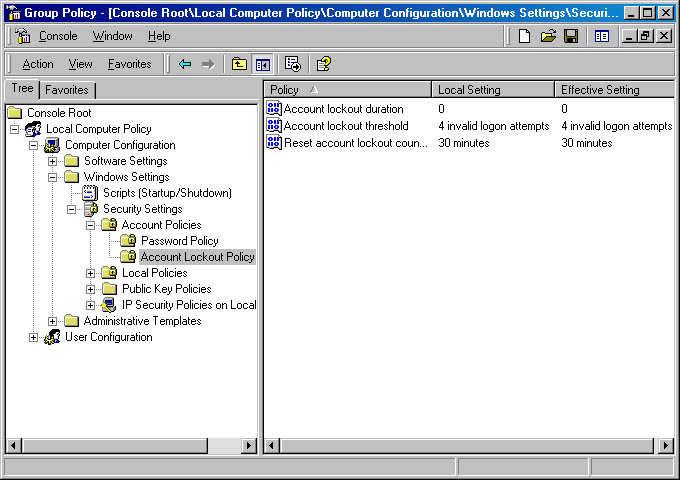 Group Policy - [Console Root\Local Computer Policy\Computer Configuration\Windows Settings\Securi...
Console Window Help
Action View Favorites
Tree Favorites
Policy Local Setting Effective Setting
Console Root
Local Computer Policy
Computer Configuration
Software Settings
Windows Settings
Scripts (Startup/Shutdown)
Security Settings
Account Policies
Password Policy
Account Lockout Policy
Local Policies
Public Key Policies
IP Security Policies on Local
Administrative Templates
User Configuration
Account lockout duration 0 0
Account lockout threshold 4 invalid logon attempts 4 invalid logon attempts
Reset account lockout coun... 30 minutes 30 minutes